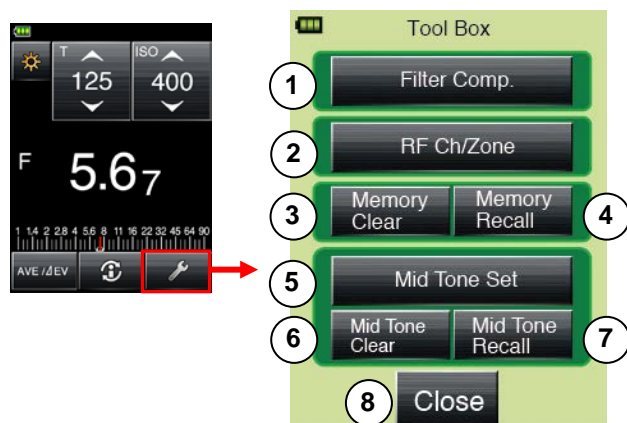 T
ISO
125
400
F
5.67
1 1.4 2 2.8 4 5.6 8 11 16 22 32 45 64 90
AVE/⊿EV
Tool Box
1
Filter Comp.
2
RF Ch/Zone
3
Memory
Clear
Memory
Recall
4
5
Mid Tone Set
6
Mid Tone
Clear
Mid Tone
Recall
7
8
Close